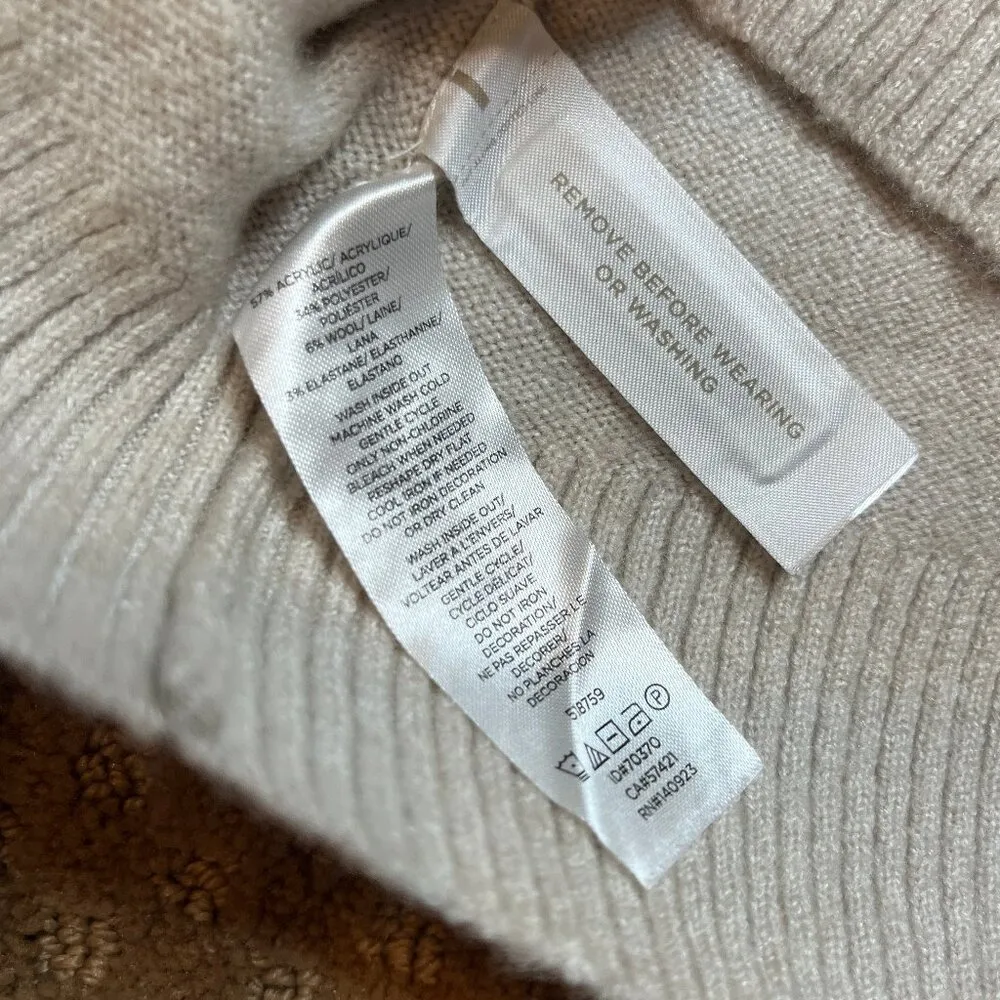 57% ACRYLIC/ ACRYLIQUE/
ACRÍLICO
34% POLYESTER/
POLIÉSTER
6% WOOL/ LAINE/
LANA
3% ELASTANE/ ELASTHANNE/
ELASTANO
WASH INSIDE OUT
MACHINE WASH COLD
GENTLE CYCLE
ONLY NON-CHLORINE
BLEACH WHEN NEEDED
RESHAPE DRY FLAT
COOL IRON IF NEEDED
DO NOT IRON DECORATION
OR DRY CLEAN
WASH INSIDE OUT/
LAVER A L'ENVERS/
VOLTEAR ANTES DE LAVAR
GENTLE CYCLE/
CYCLE DÉLICAT/
CICLO SUAVE
DO NOT IRON
DECORATION/
NE PAS REPASSER LE
DECORER/
NO PLANCHES LA
DECORACIÓN
518759
P
ID#70370
CA#57421
RN#140923
REMOVE BEFORE WEARING
OR WASHING